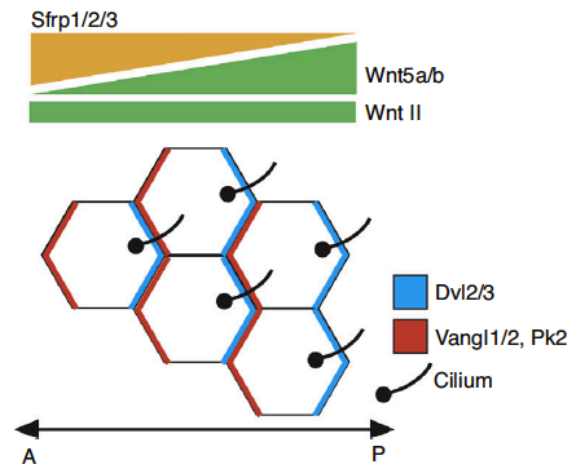 Sfrp1/2/3
Wnt5a/b
Wnt II
Dvl2/3
Vangl1/2, Pk2
Cilium
A
P